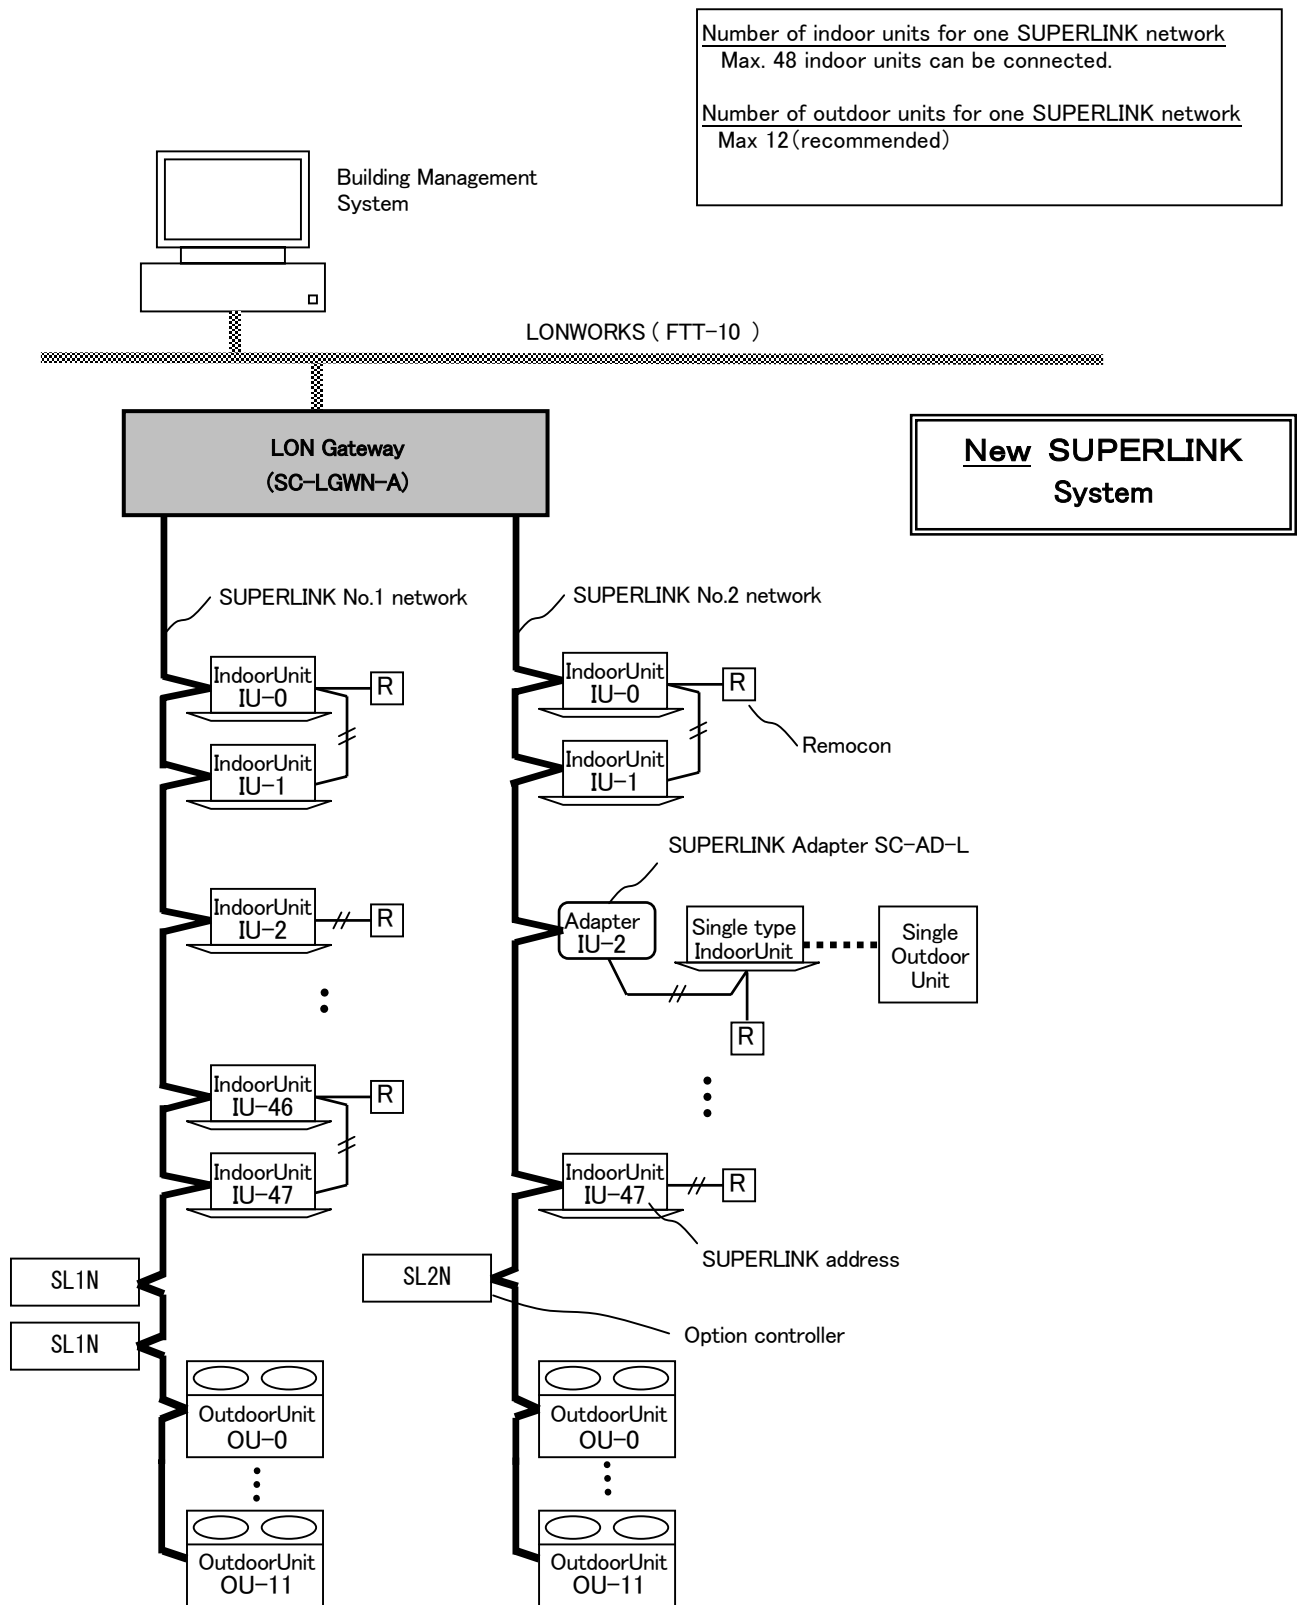 Number of indoor units for one SUPERLINK network
Max. 48 indoor units can be connected.
Number of outdoor units for one SUPERLINK network
Max 12(recommended)
Building Management
System
LONWORKS ( FTT-10 )
LON Gateway
(SC-LGWN-A)
New SUPERLINK
System
SUPERLINK No.1 network
SUPERLINK No.2 network
IndoorUnit
IU-0
R
IndoorUnit
IU-0
R
Remocon
IndoorUnit
IU-1
IndoorUnit
IU-1
SUPERLINK Adapter SC-AD-L
IndoorUnit
IU-2
R
Adapter
IU-2
Single type
IndoorUnit
Single
Outdoor
Unit
R
IndoorUnit
IU-46
R
IndoorUnit
IU-47
IndoorUnit
IU-47
R
SUPERLINK address
SL1N
SL2N
SL1N
Option controller
OutdoorUnit
OU-0
OutdoorUnit
OU-0
OutdoorUnit
OU-11
OutdoorUnit
OU-11